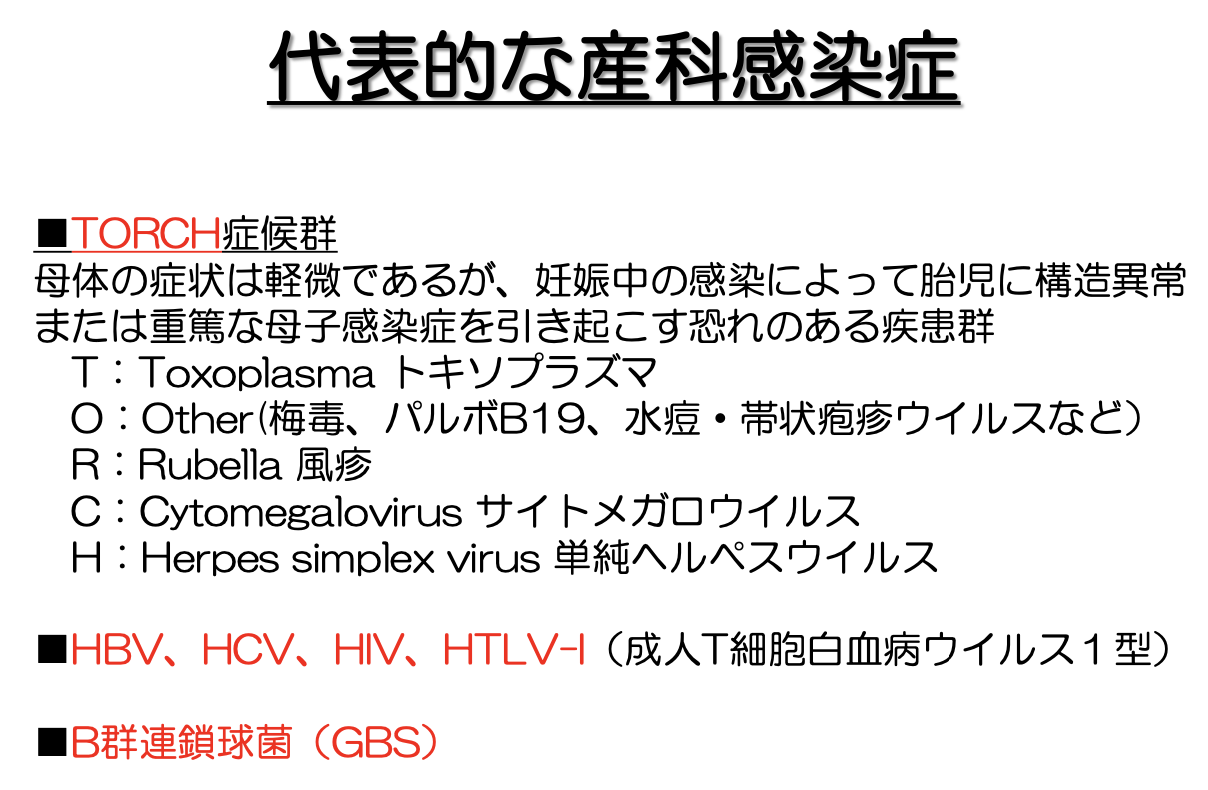 代表的な産科感染症
■TORCH症候群
母体の症状は軽微であるが、妊娠中の感染によって胎児に構造異常
または重篤な母子感染症を引き起こす恐れのある疾患群
T：Toxoplasma トキソプラズマ
O：Other(梅毒、パルボB19、水痘・帯状疱疹ウイルスなど）
R：Rubella 風疹
C：Cytomegalovirus サイトメガロウイルス
H：Herpes simplex virus 単純ヘルペスウイルス
■HBV、HCV、HIV、HTLV-I（成人T細胞白血病ウイルス１型）
■B群連鎖球菌（GBS）